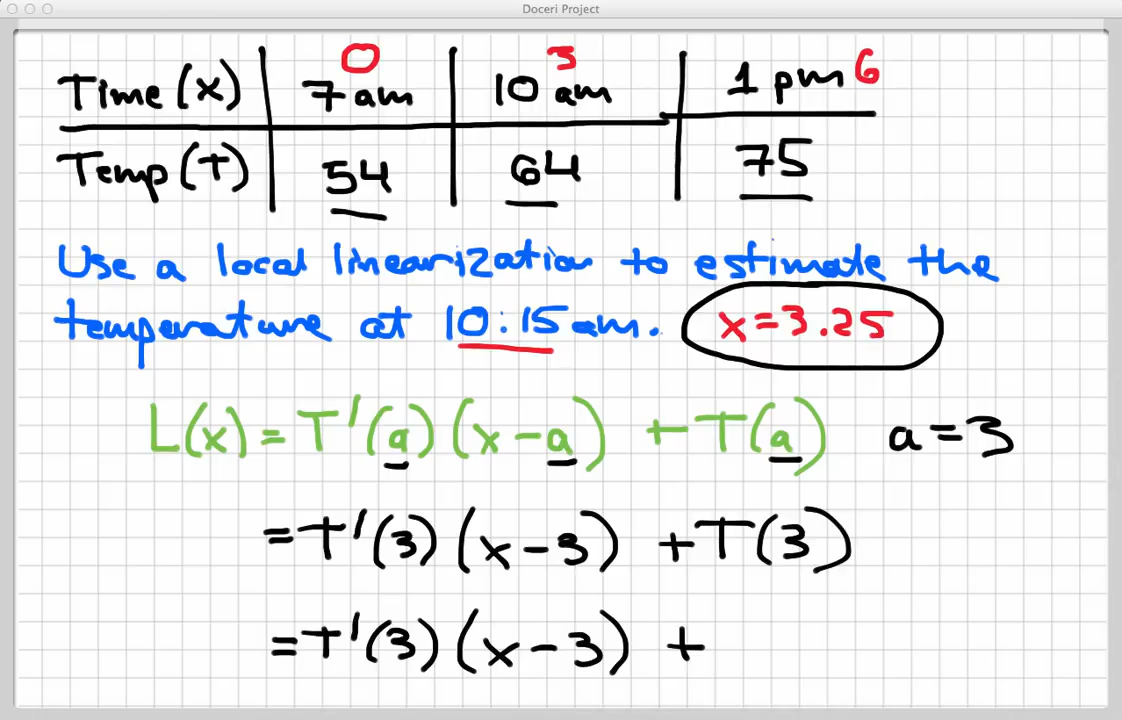 Doceri Project
0 3 6
Time (x) 7 am 10 am 1 pm
Temp (T) 54 64 75
Use a local linearization to estimate the
temperature at 10:15 am. x=3.25
L(x) = T'(a) (x-a) +T(a) a=3
=T'(3) (x-3) +T(3)
=T'(3) (x-3) +